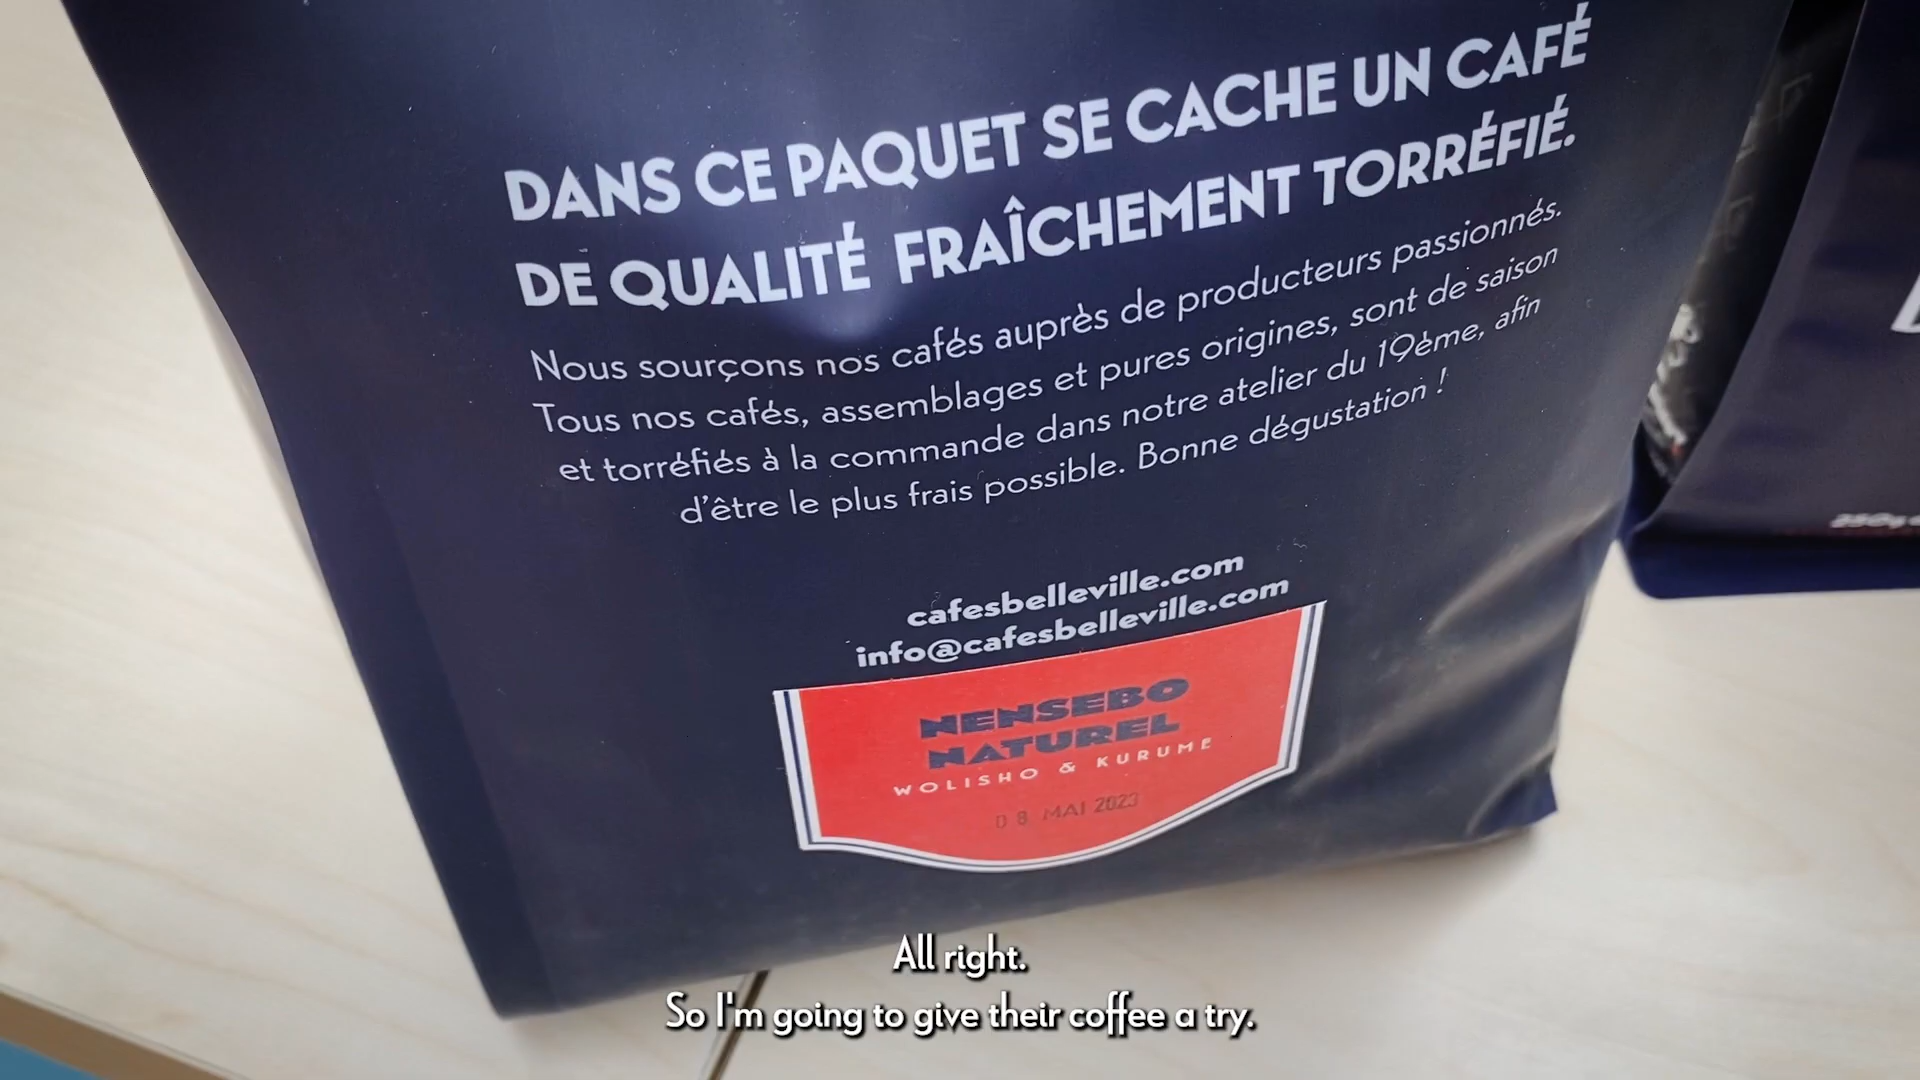 DANS CE PAQUET SE CACHE UN CAFÉ
DE QUALITÉ FRAÎCHEMENT TORRÉFIÉ.
Nous sourçons nos cafés auprès de producteurs passionnés.
Tous nos cafés, assemblages et pures origines, sont de saison
et torréfiés à la commande dans notre atelier du 19ème, afin
d'être le plus frais possible. Bonne dégustation !
cafesbelleville.com
info@cafesbelleville.com
NENSEBO
NATUREL
WOLISHO & KURUME
08 MAI 2023
250g
All right.
So I'm going to give their coffee a try.